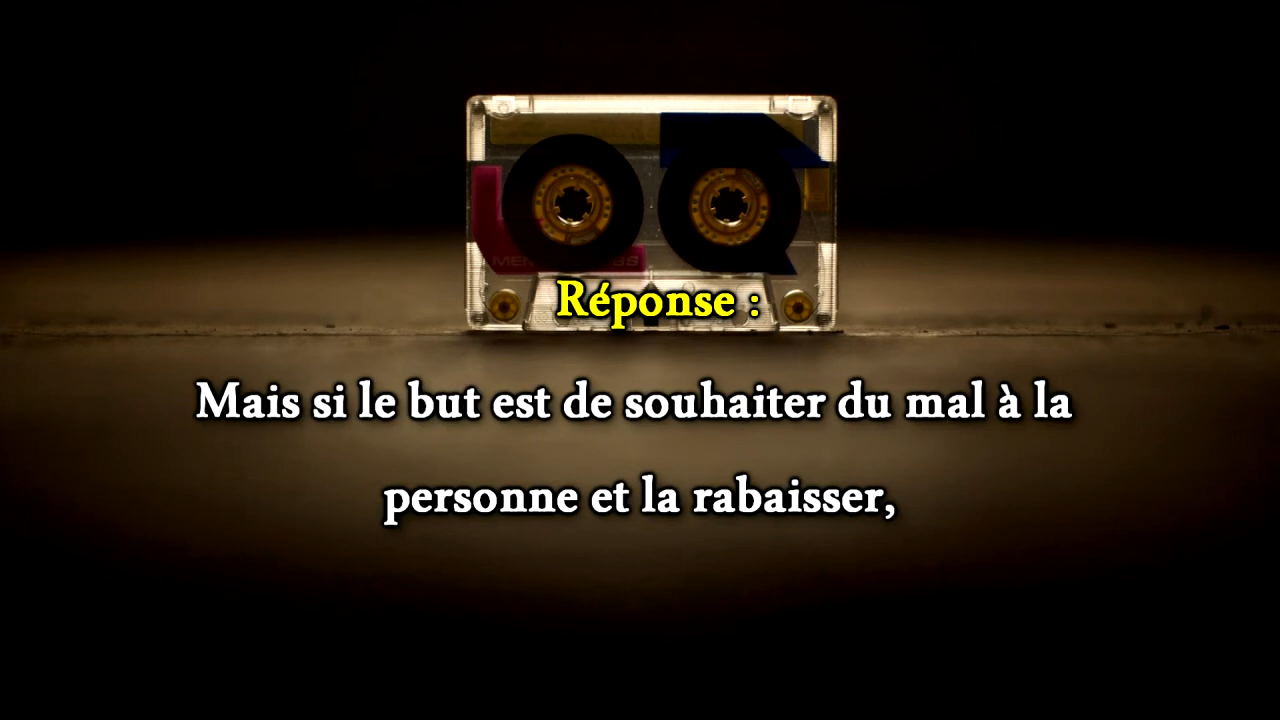 Réponse :
Mais si le but est de souhaiter du mal à la
personne et la rabaisser,